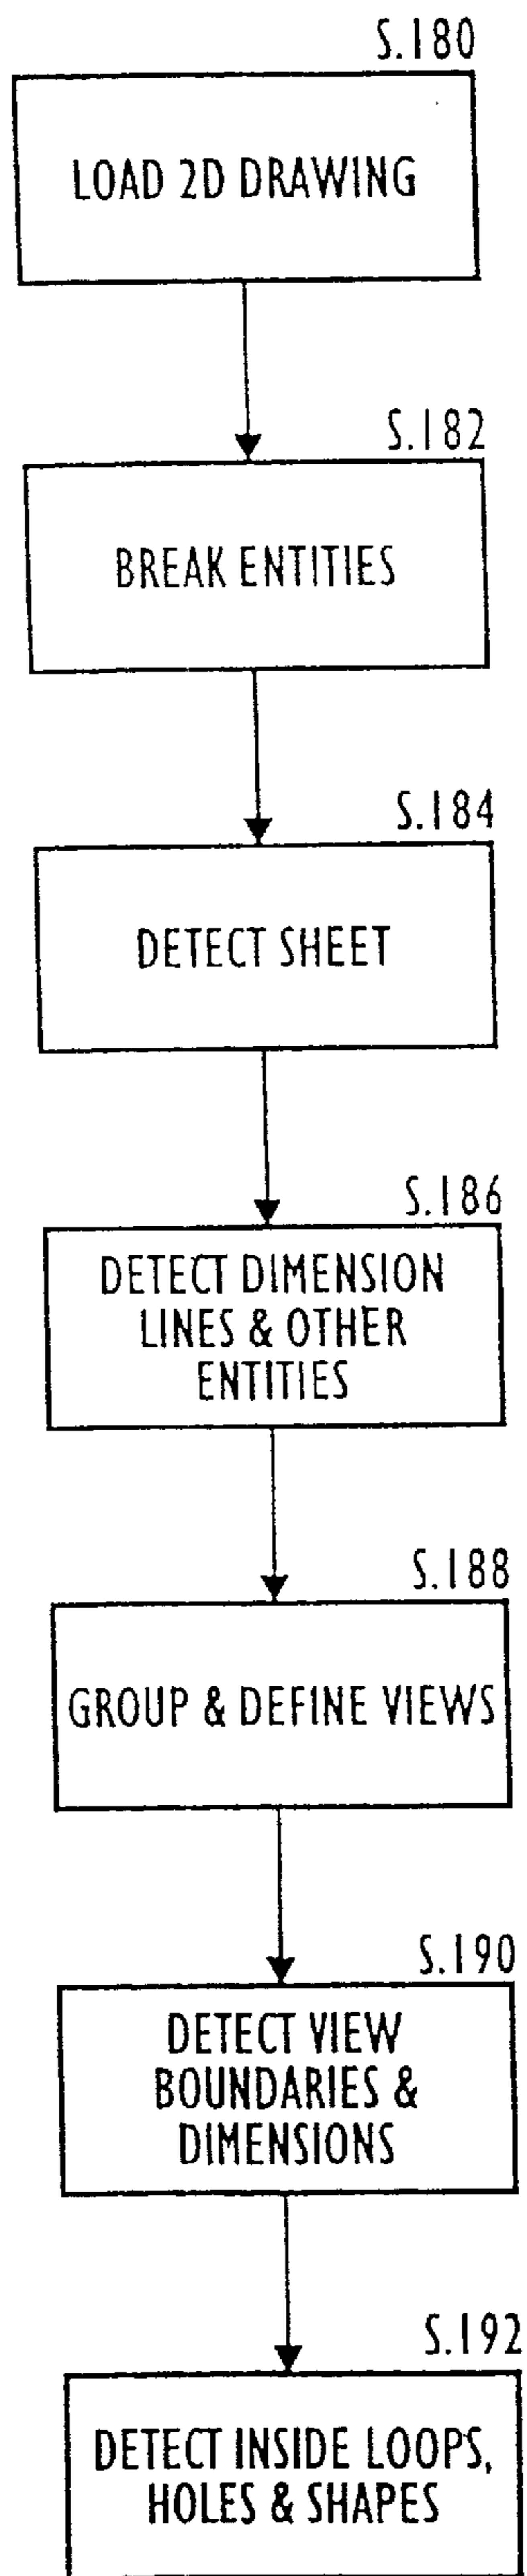 S.180
LOAD 2D DRAWING
S.182
BREAK ENTITIES
S.184
DETECT SHEET
S.186
DETECT DIMENSION
LINES & OTHER
ENTITIES
S.188
GROUP & DEFINE VIEWS
S.190
DETECT VIEW
BOUNDARIES &
DIMENSIONS
S.192
DETECT INSIDE LOOPS,
HOLES & SHAPES